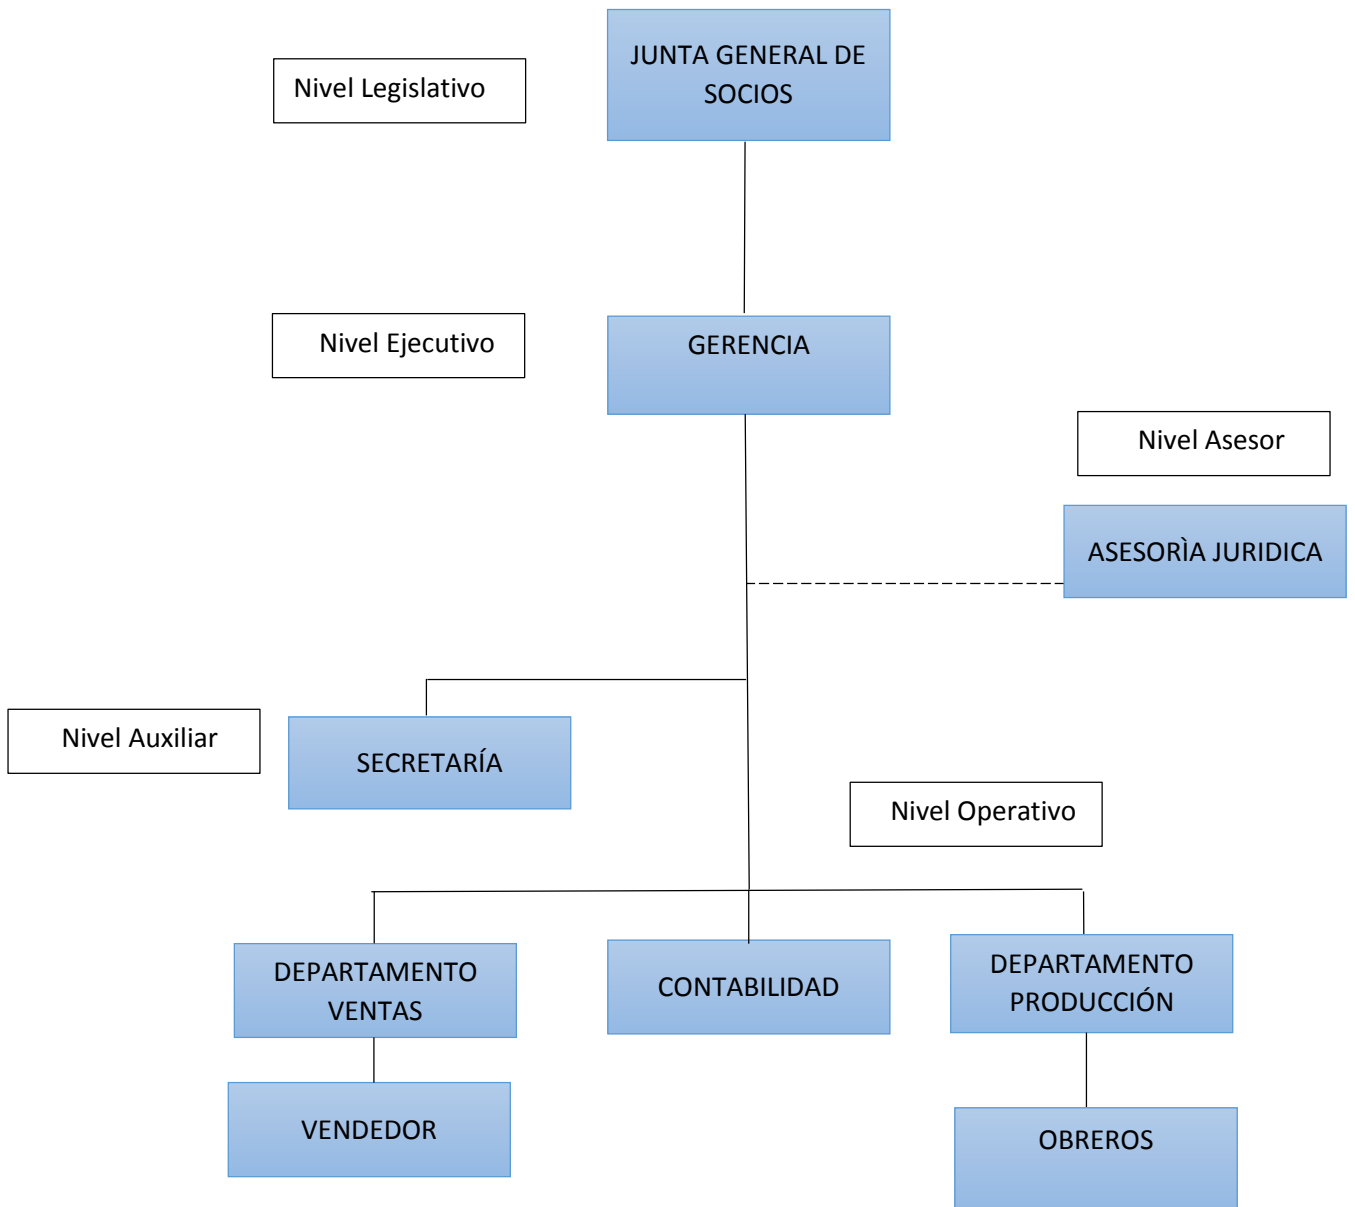 JUNTA GENERAL DE
SOCIOS
Nivel Legislativo
Nivel Ejecutivo
GERENCIA
Nivel Asesor
ASESORÌA JURIDICA
Nivel Auxiliar
SECRETARÍA
Nivel Operativo
DEPARTAMENTO
VENTAS
CONTABILIDAD
DEPARTAMENTO
PRODUCCIÓN
VENDEDOR
OBREROS